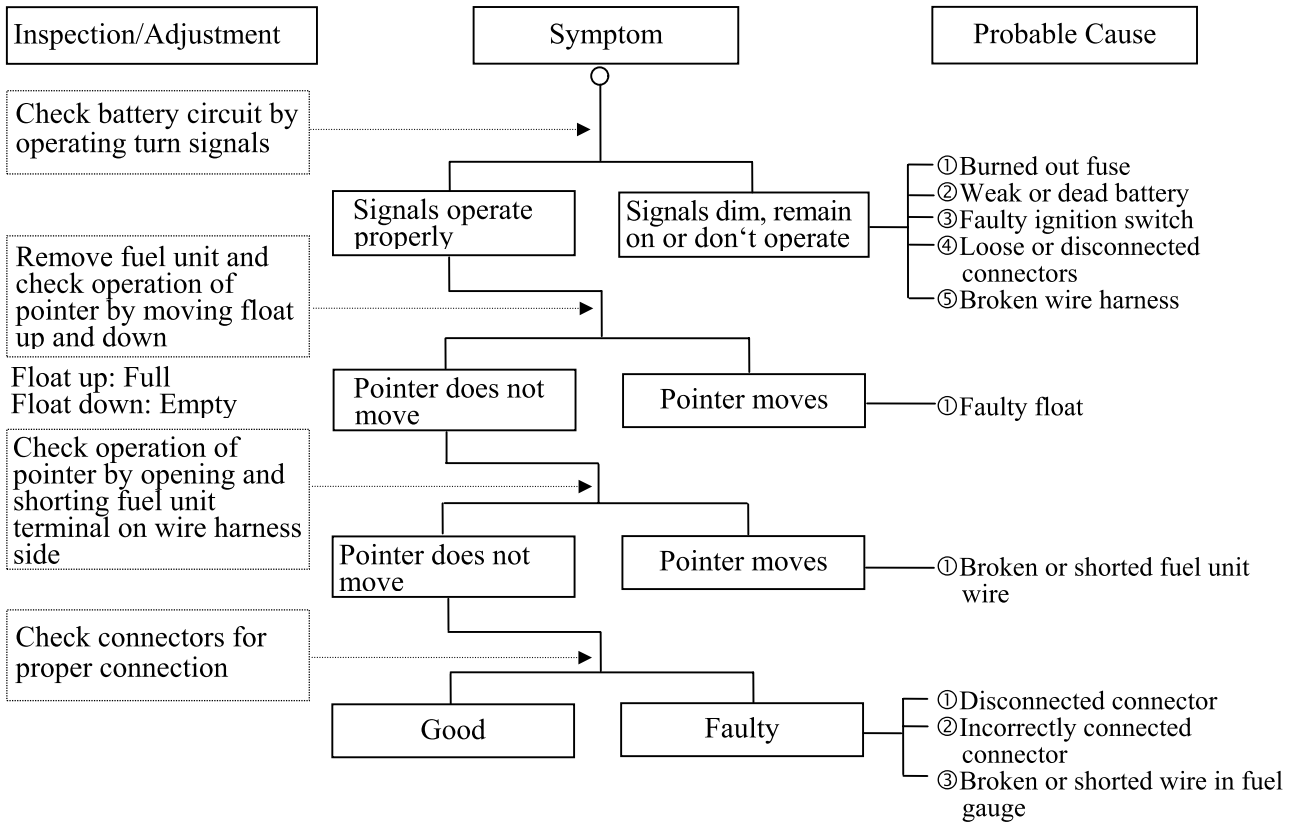 Inspection/Adjustment
Symptom
Probable Cause
Check battery circuit by
operating turn signals
Signals operate
properly
Signals dim, remain
on or don‘t operate
①Burned out fuse
②Weak or dead battery
③Faulty ignition switch
④Loose or disconnected
connectors
⑤Broken wire harness
Remove fuel unit and
check operation of
pointer by moving float
up and down
Float up: Full
Float down: Empty
Pointer does not
move
Pointer moves
①Faulty float
Check operation of
pointer by opening and
shorting fuel unit
terminal on wire harness
side
Pointer does not
move
Pointer moves
①Broken or shorted fuel unit
wire
Check connectors for
proper connection
Good
Faulty
①Disconnected connector
②Incorrectly connected
connector
③Broken or shorted wire in fuel
gauge